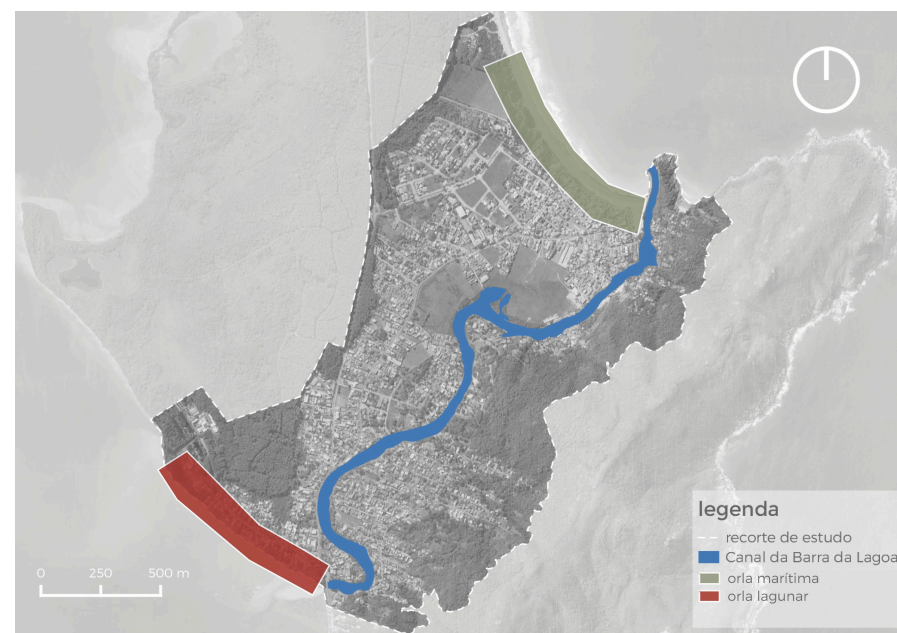 legenda
recorte de estudo
Canal da Barra da Lagoa
orla marítima
orla lagunar
0 250 500 m